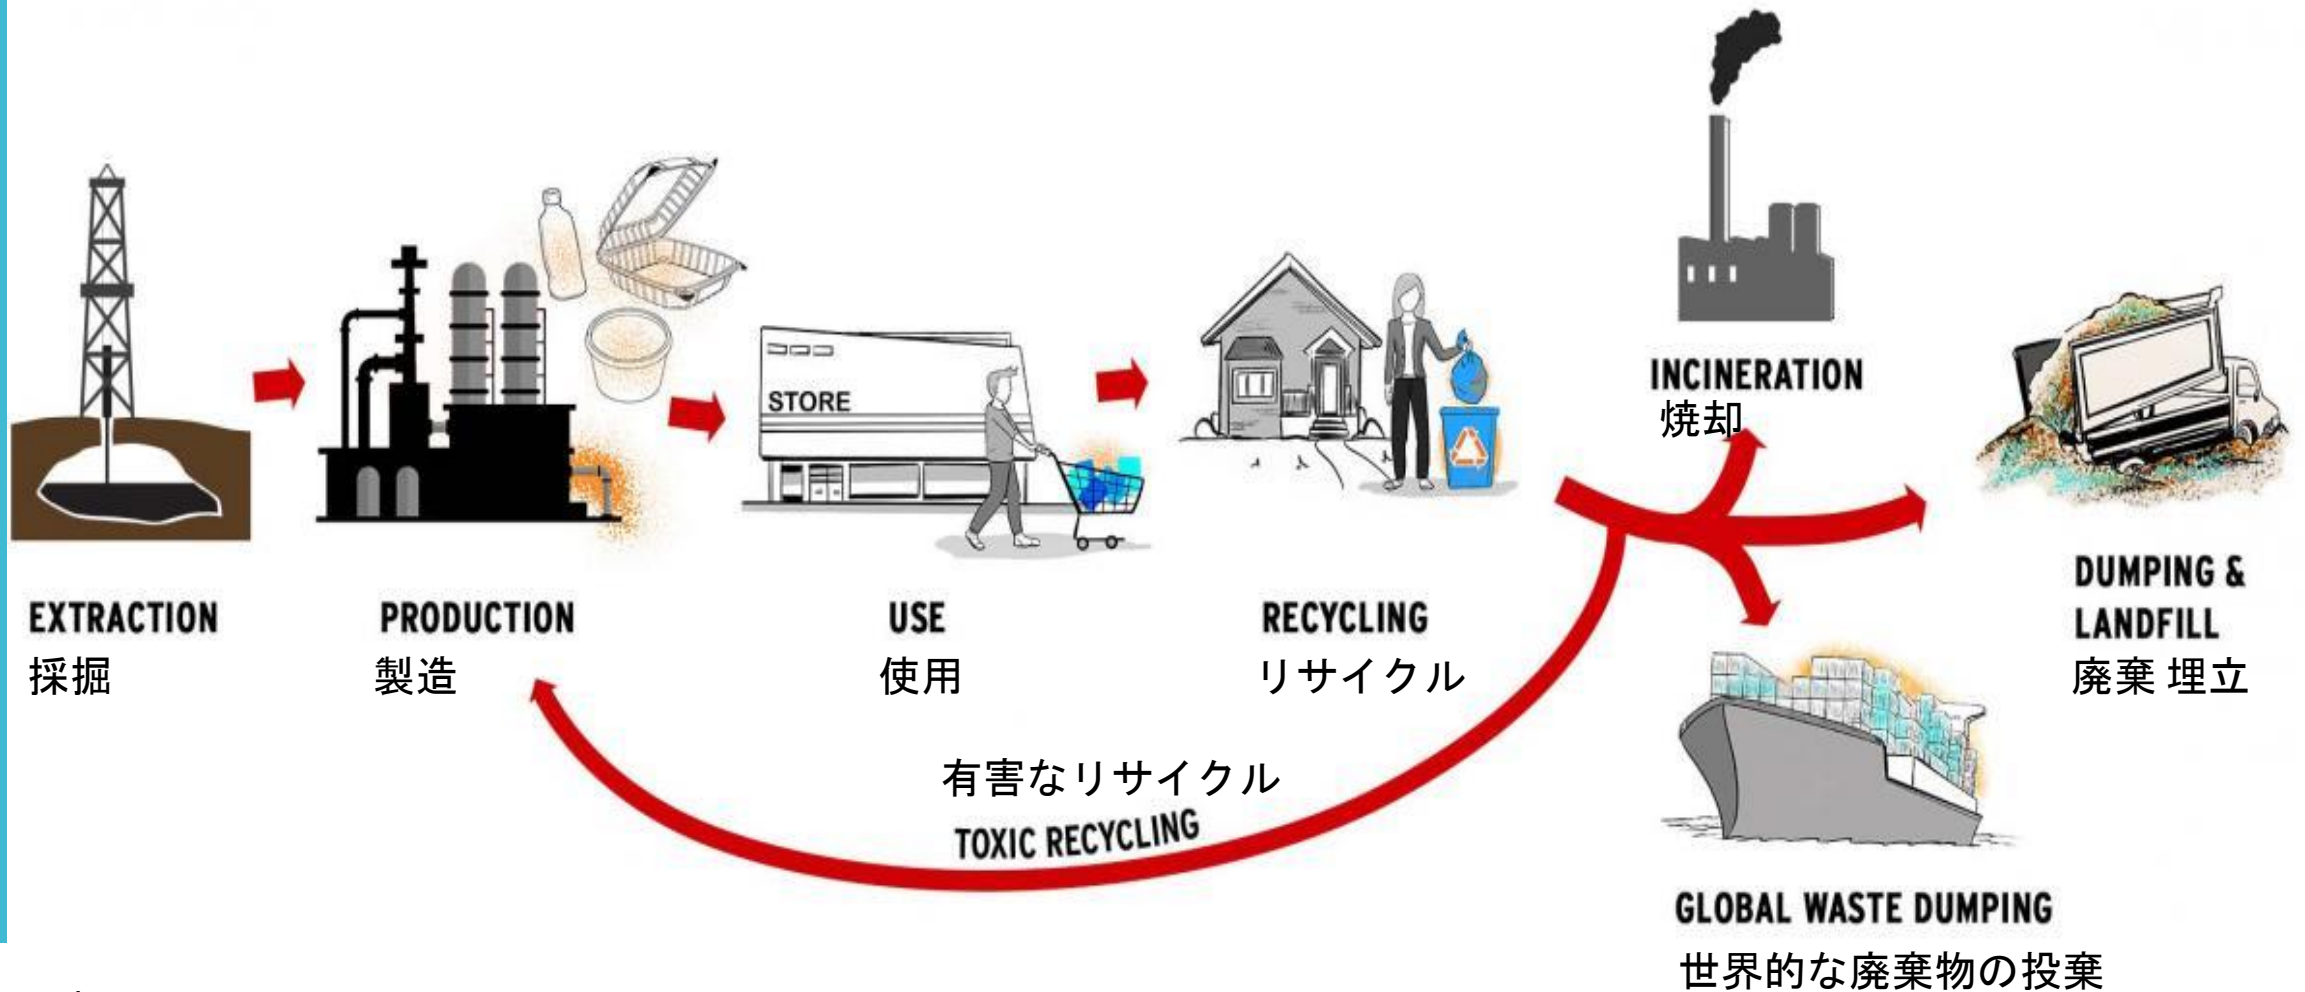 STORE
EXTRACTION
採掘
PRODUCTION
製造
USE
使用
RECYCLING
リサイクル
INCINERATION
焼却
DUMPING &
LANDFILL
廃棄 埋立
有害なリサイクル
TOXIC RECYCLING
GLOBAL WASTE DUMPING
世界的な廃棄物の投棄